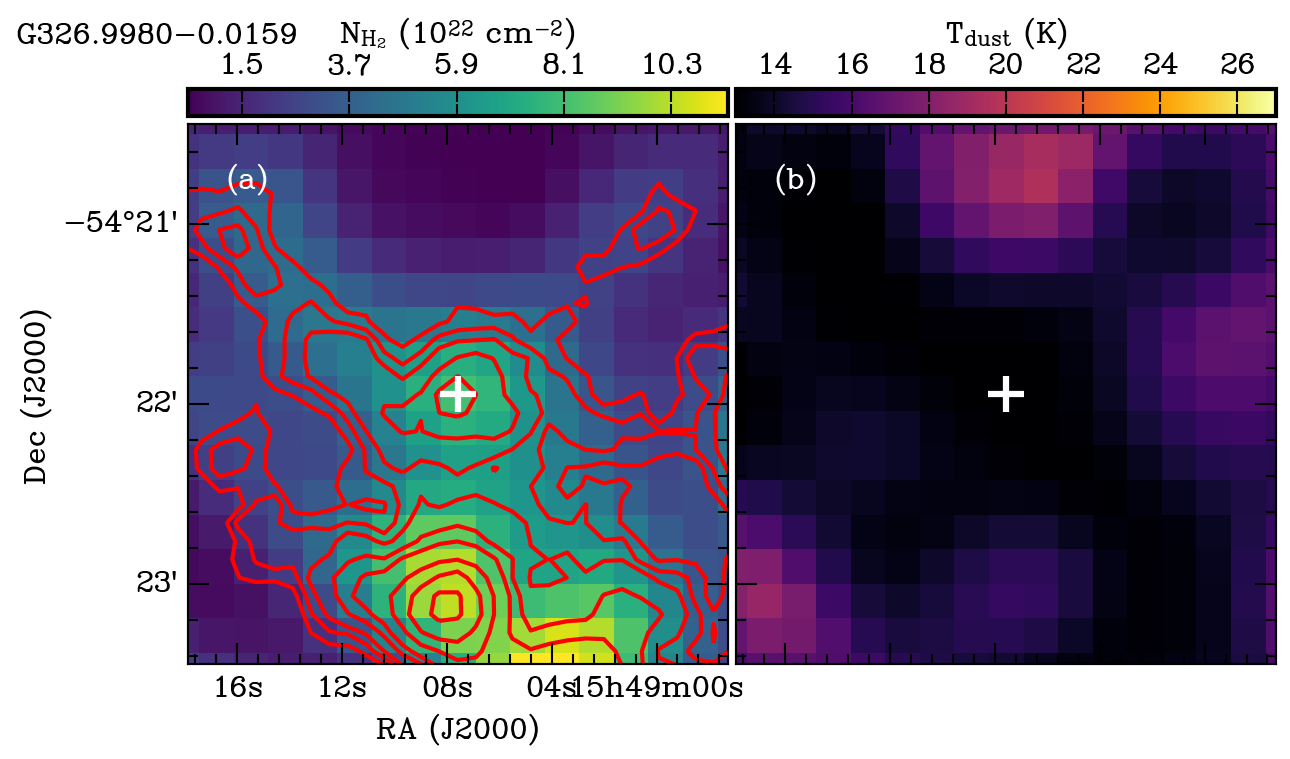 G326.9980−0.0159 N_{H_2} (10^{22} cm^{−2}) T_{dust} (K)
1.5 3.7 5.9 8.1 10.3 14 16 18 20 22 24 26
(a) (b)
−54°21'
22'
23'
Dec (J2000)
16s 12s 08s 04s 15h49m00s
RA (J2000)